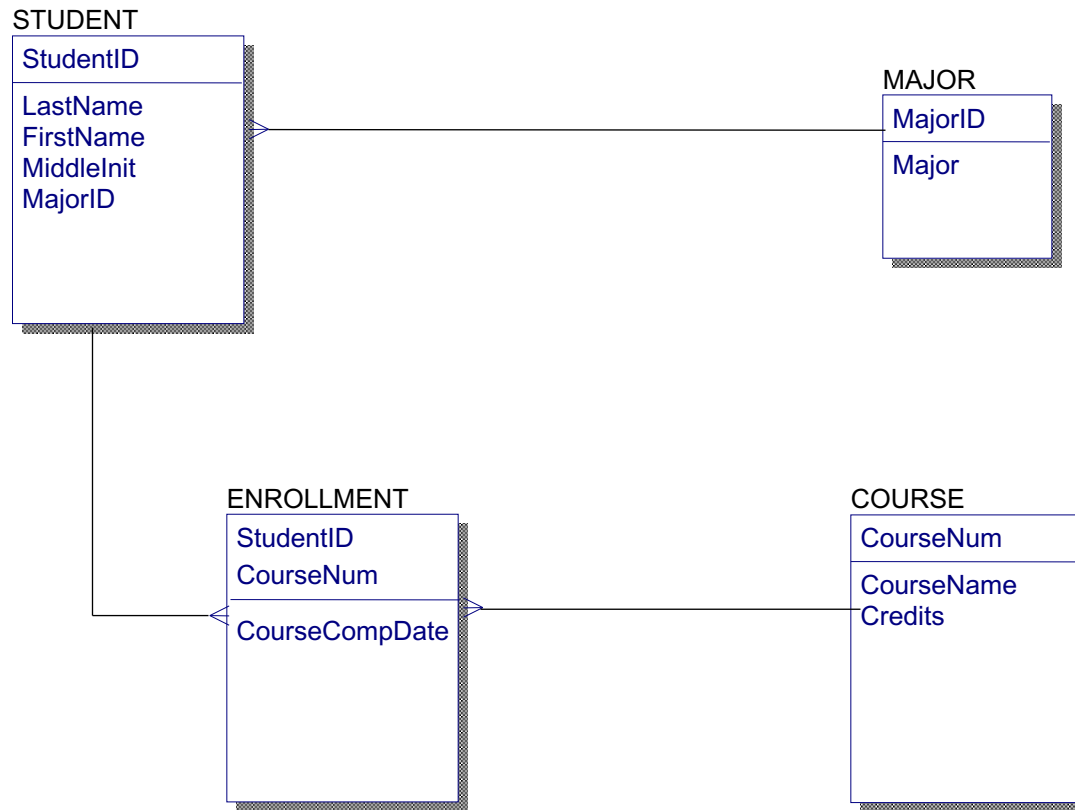 STUDENT
StudentID
LastName
FirstName
MiddleInit
MajorID
MAJOR
MajorID
Major
ENROLLMENT
StudentID
CourseNum
CourseCompDate
COURSE
CourseNum
CourseName
Credits